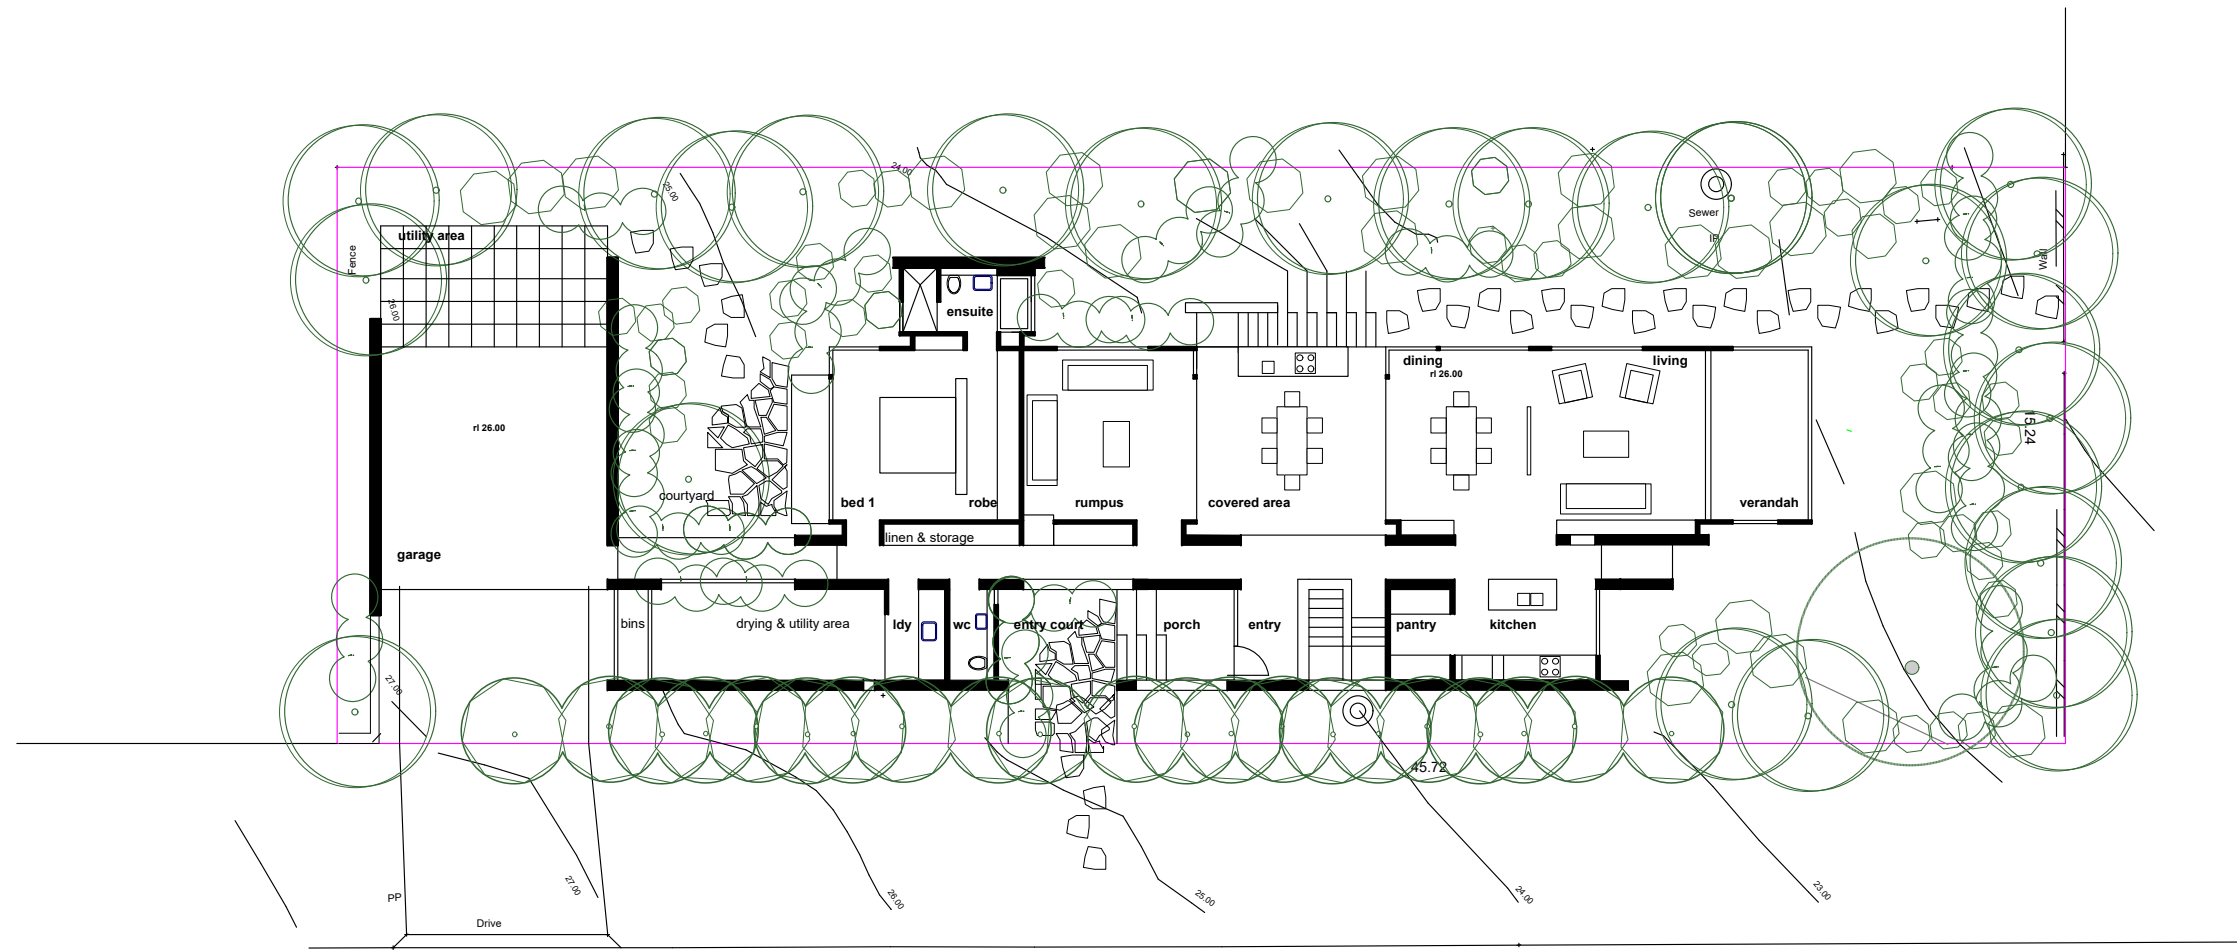 24.00
25.00
Sewer
IP
utility area
Fence
Wall
26.00
ensuite
dining
living
rl 26.00
rl 26.00
15.24
courtyard
bed 1
robe
rumpus
covered area
verandah
linen & storage
garage
bins
drying & utility area
ldy
wc
entry court
porch
entry
pantry
kitchen
27.00
45.72
27.00
26.00
25.00
24.00
23.00
PP
Drive